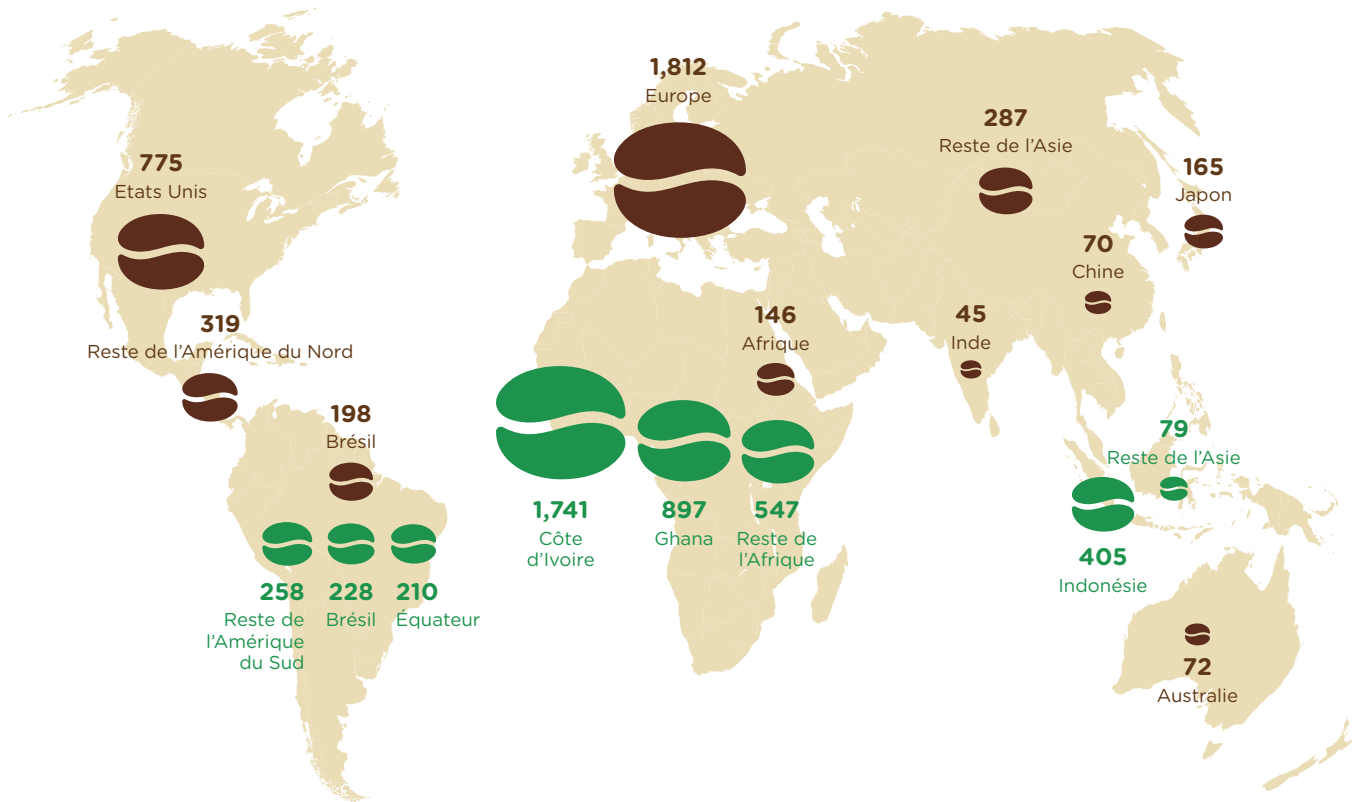 1,812
Europe
287
Reste de l'Asie
775
Etats Unis
165
Japon
70
Chine
319
Reste de l'Amérique du Nord
146
Afrique
45
Inde
198
Brésil
79
Reste de l'Asie
1,741
Côte
d'Ivoire
897
Ghana
547
Reste de
l'Afrique
405
Indonésie
258
Reste de
l'Amérique
du Sud
228
Brésil
210
Équateur
72
Australie